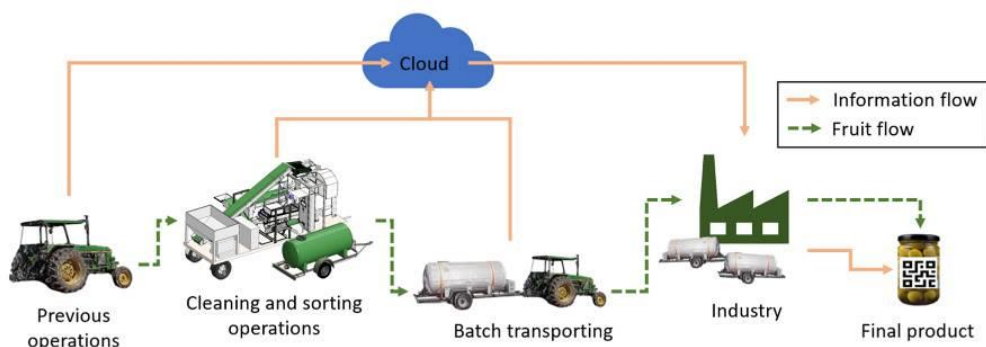 Cloud
Information flow
Fruit flow
Previous
operations
Cleaning and sorting
operations
Batch transporting
Industry
Final product